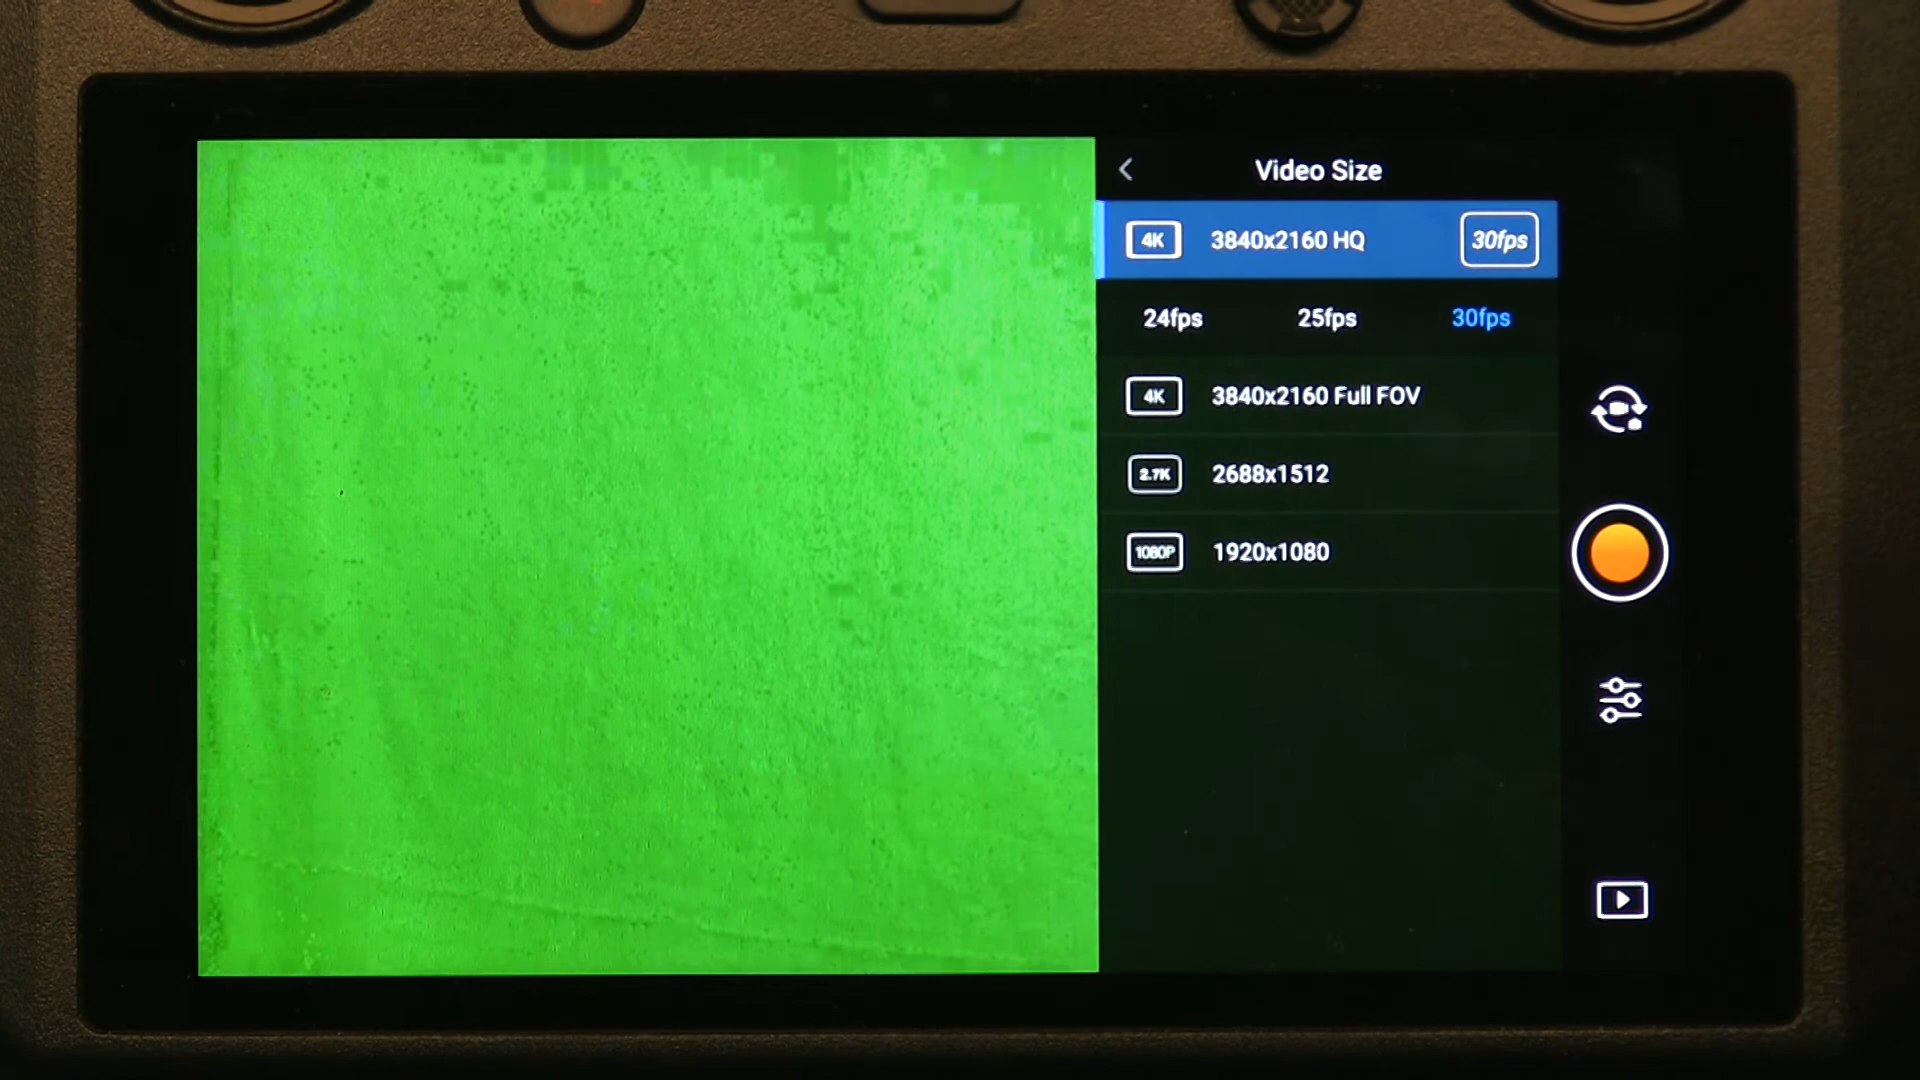 Video Size
4K 3840x2160 HQ 30fps
24fps 25fps 30fps
4K 3840x2160 Full FOV
2.7K 2688x1512
1080P 1920x1080